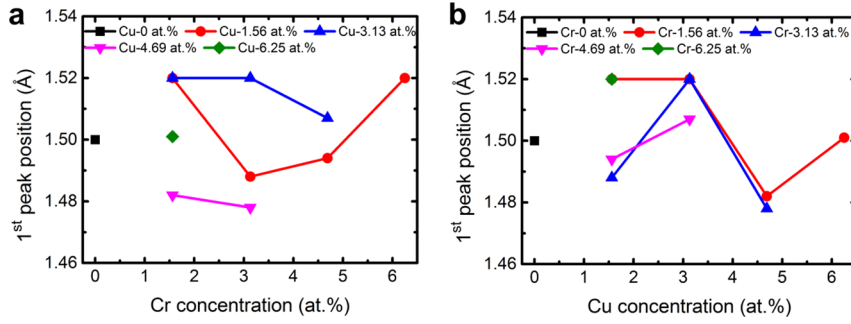 a
1.54
1.52
1.50
1.48
1.46
1st peak position (Å)
Cu-0 at.% Cu-1.56 at.% Cu-3.13 at.%
Cu-4.69 at.% Cu-6.25 at.%
0 1 2 3 4 5 6
Cr concentration (at.%)
b
1.54
1.52
1.50
1.48
1.46
1st peak position (Å)
Cr-0 at.% Cr-1.56 at.% Cr-3.13 at.%
Cr-4.69 at.% Cr-6.25 at.%
0 1 2 3 4 5 6
Cu concentration (at.%)